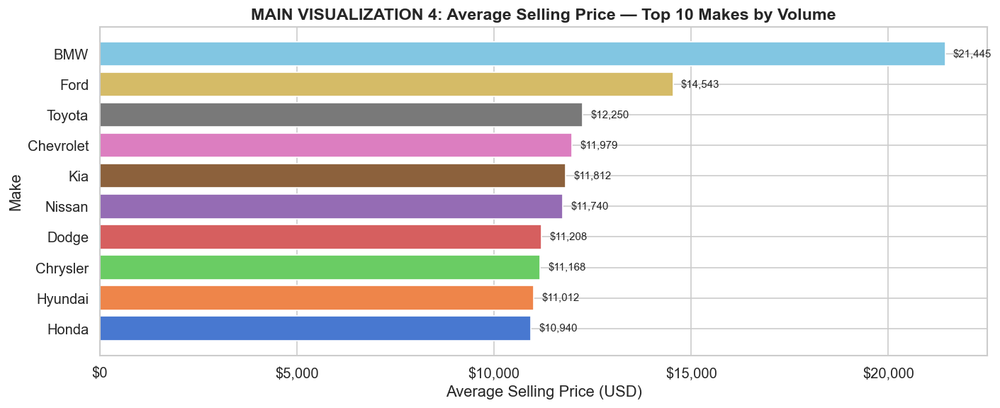 MAIN VISUALIZATION 4: Average Selling Price — Top 10 Makes by Volume
Make
BMW $21,445
Ford $14,543
Toyota $12,250
Chevrolet $11,979
Kia $11,812
Nissan $11,740
Dodge $11,208
Chrysler $11,168
Hyundai $11,012
Honda $10,940
$0 $5,000 $10,000 $15,000 $20,000
Average Selling Price (USD)